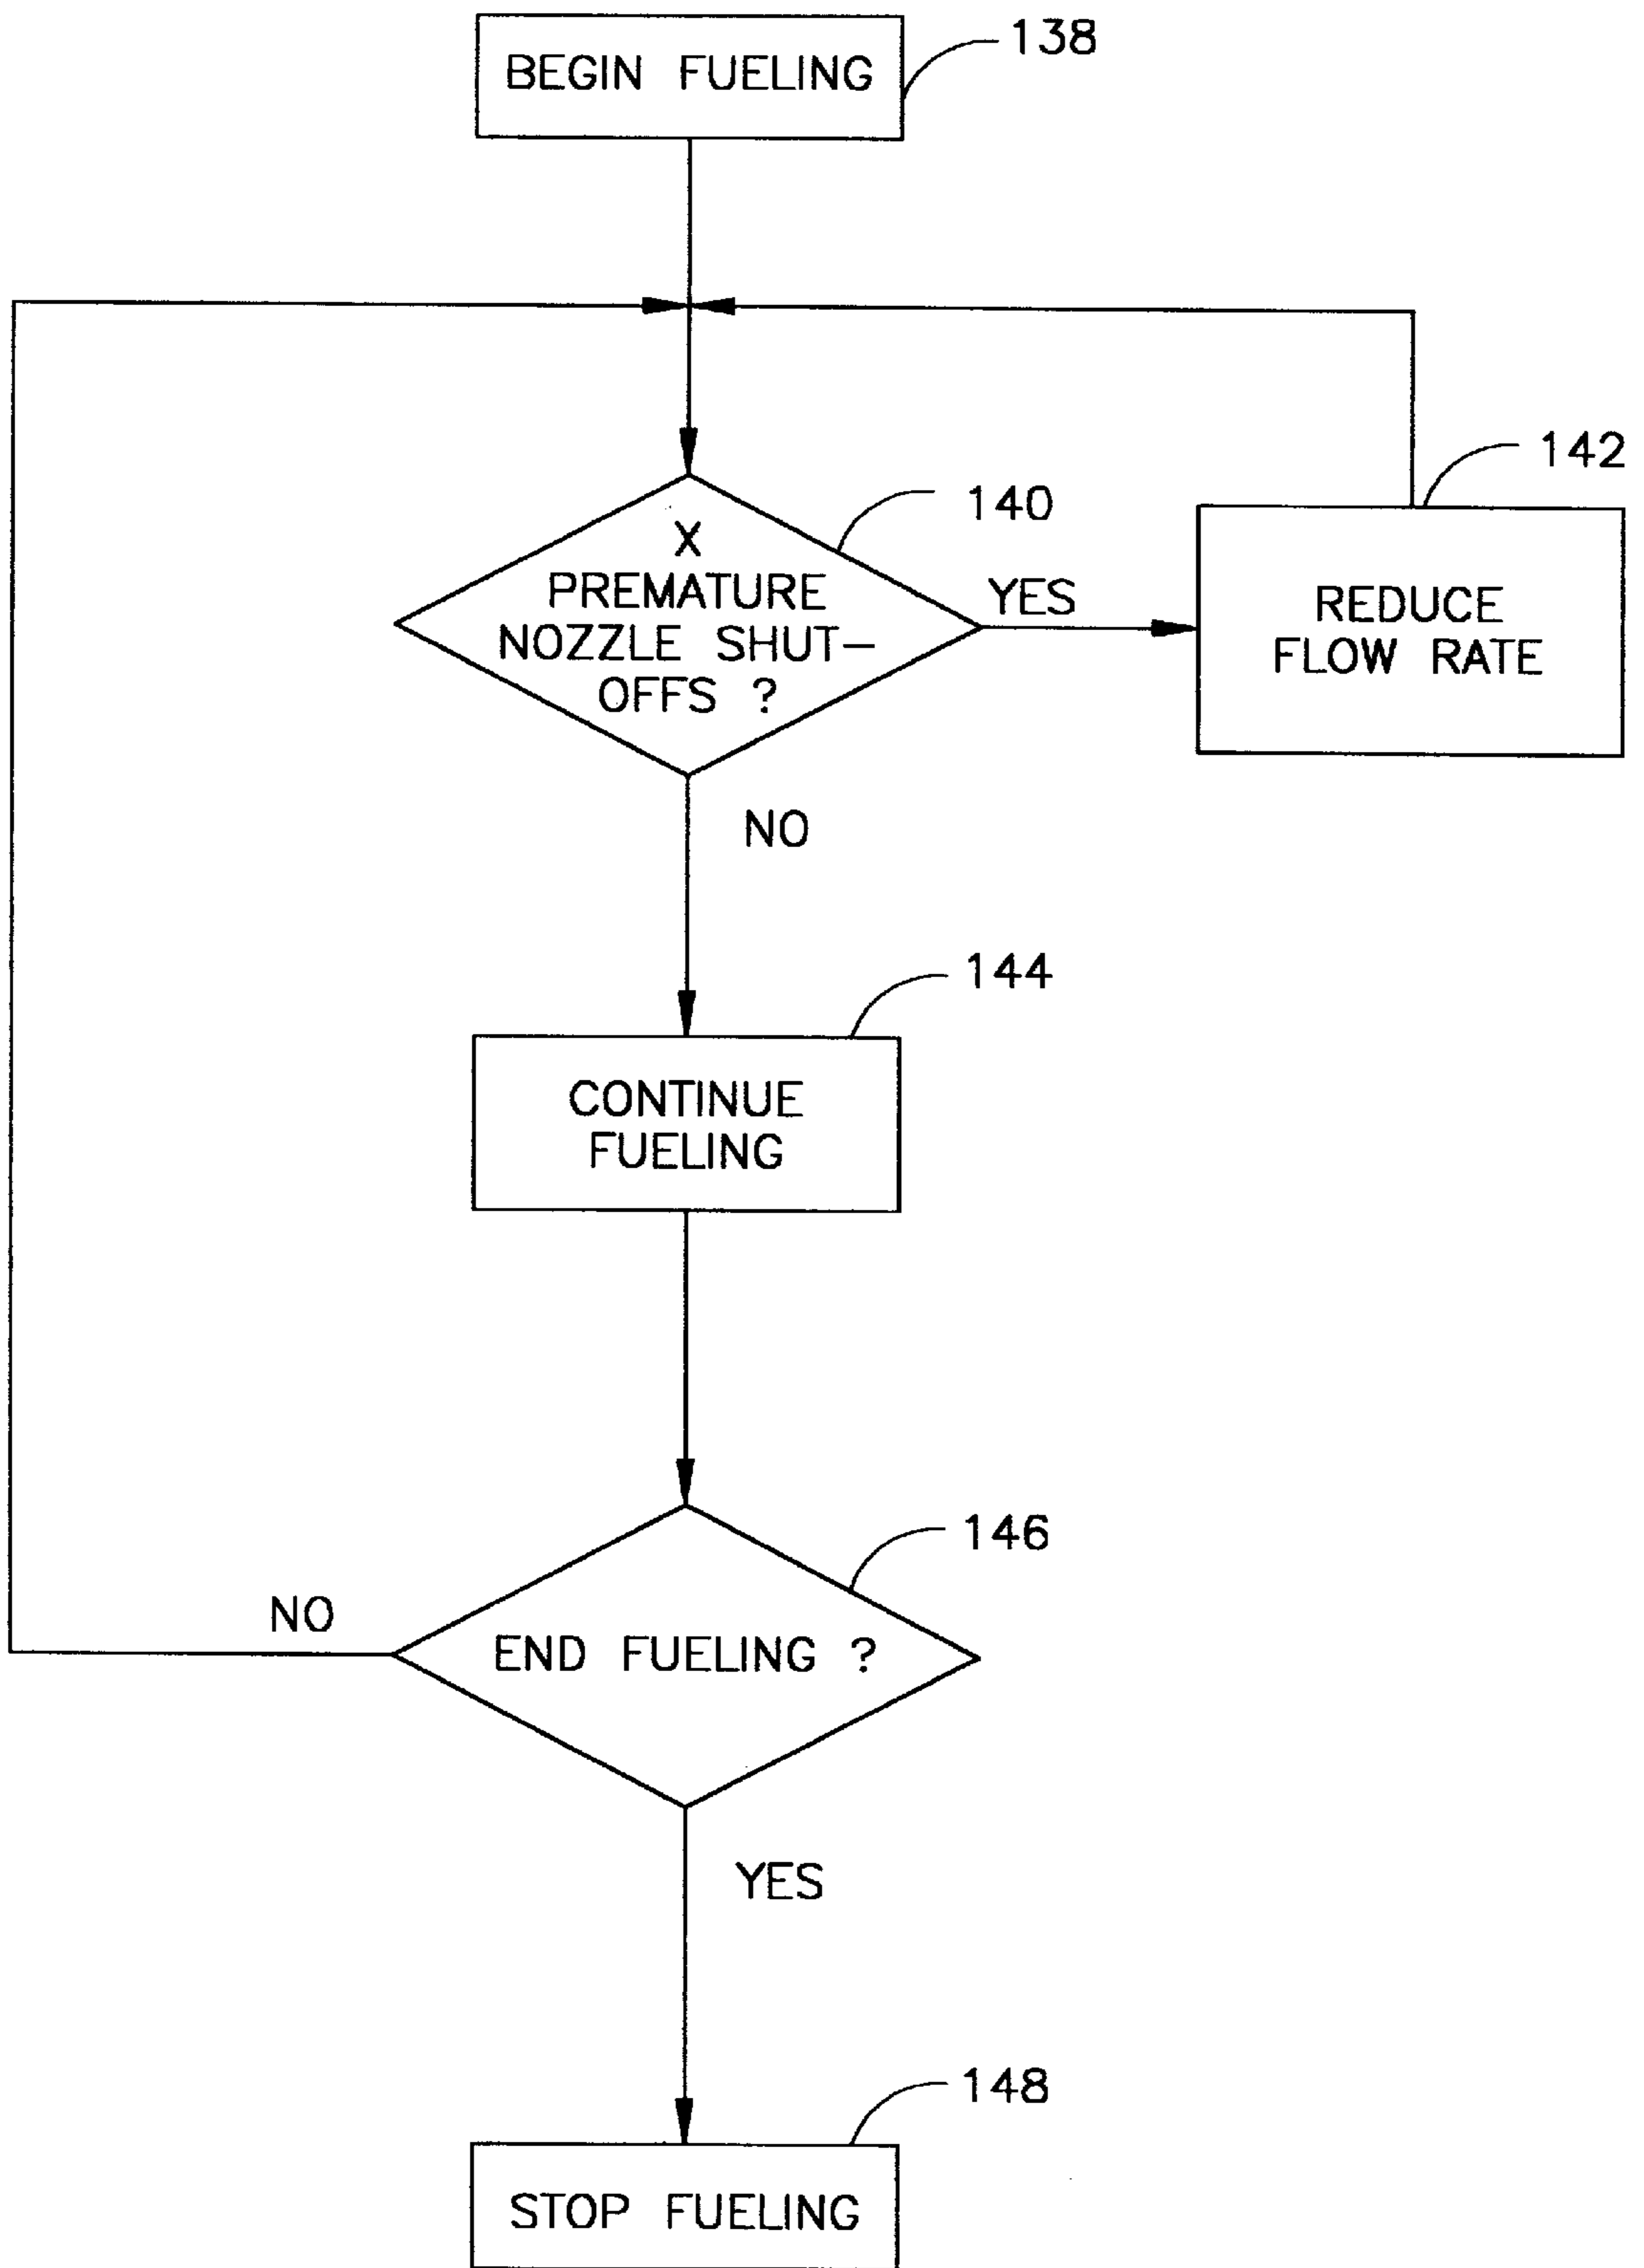 BEGIN FUELING
138
142
140
X
PREMATURE
NOZZLE SHUT-
OFFS ?
YES
REDUCE
FLOW RATE
NO
144
CONTINUE
FUELING
146
NO
END FUELING ?
YES
148
STOP FUELING